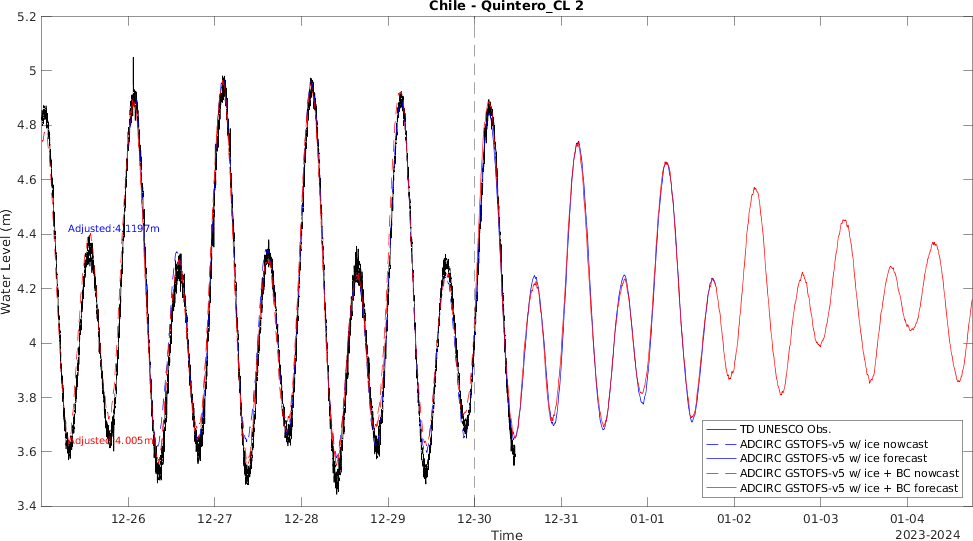 Chile - Quintero_CL 2
5.2
5
4.8
4.6
4.4
4.2
4
3.8
3.6
3.4
Water Level (m)
Adjusted:4.1197m
Adjusted:4.005m
TD UNESCO Obs.
ADCIRC GSTOFS-v5 w/ ice nowcast
ADCIRC GSTOFS-v5 w/ ice forecast
ADCIRC GSTOFS-v5 w/ ice + BC nowcast
ADCIRC GSTOFS-v5 w/ ice + BC forecast
12-26 12-27 12-28 12-29 12-30 12-31 01-01 01-02 01-03 01-04
Time
2023-2024